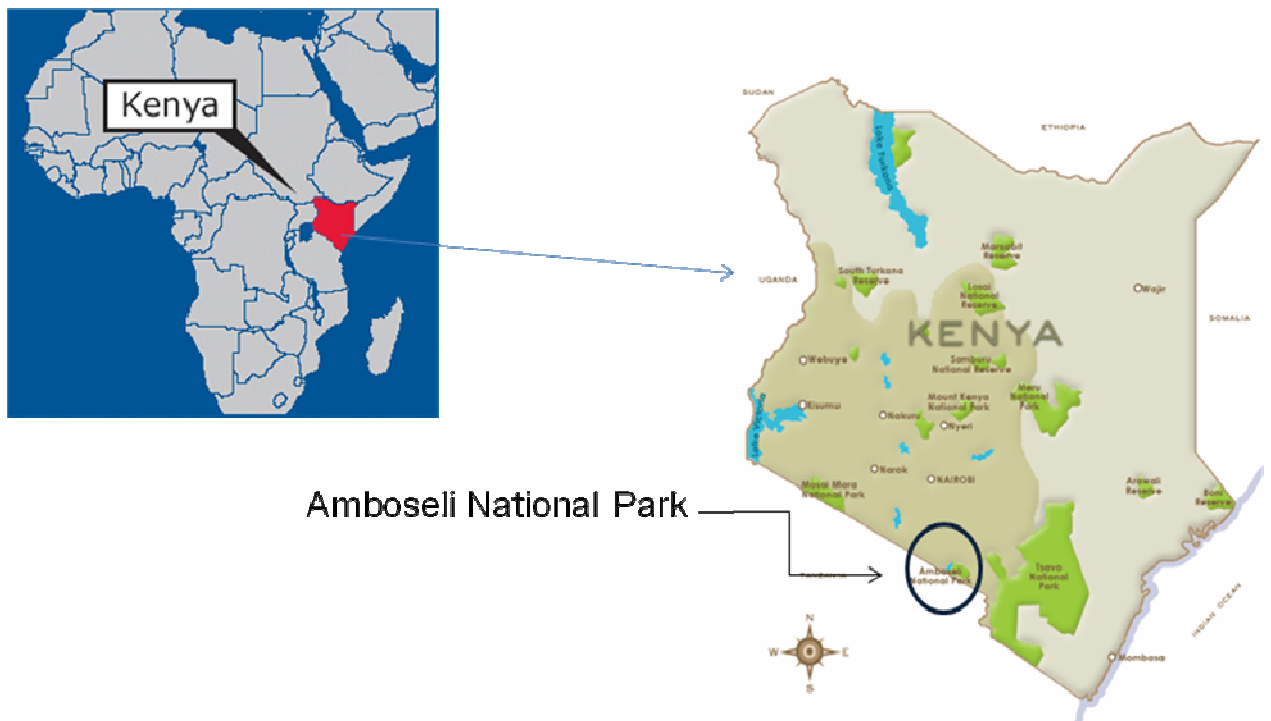 Kenya
SUDAN
ETHIOPIA
Lake Turkana
Marsabit
Reserve
UGANDA
South Turkana
Reserve
Losai
National
Reserve
Wajir
SOMALIA
KENYA
Webuye
Samburu
National Reserve
Meru
National
Park
Mount Kenya
National Park
Kisumu
Nakuru
Nyeri
Lake Victoria
Narok
NAIROBI
Masai Mara
National Park
Arawali
Reserve
Boni
Reserve
Amboseli National Park
Amboseli
National Park
TANZANIA
Tsavo
National
Park
INDIAN OCEAN
N
W
E
S
Mombasai